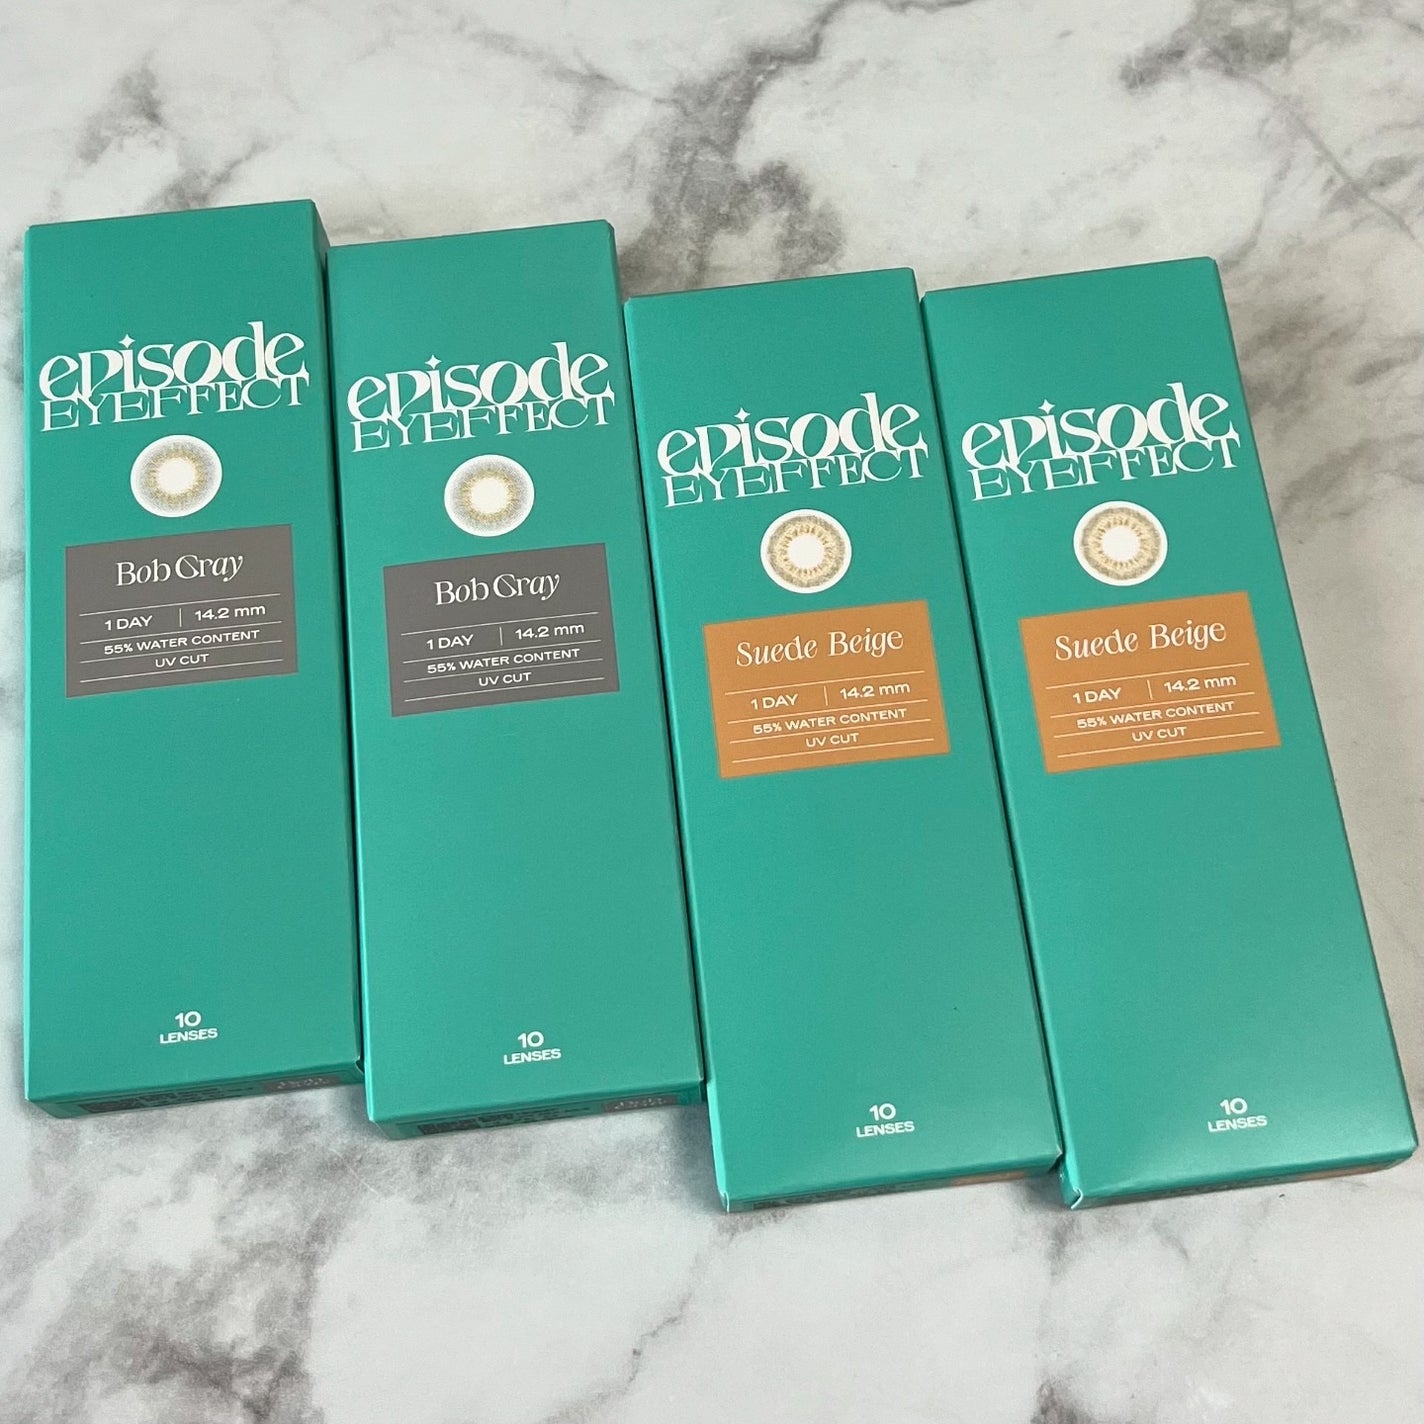 episode
EYEFFECT
Bob Gray
1 DAY | 14.2 mm
55% WATER CONTENT
UV CUT
10
LENSES
episode
EYEFFECT
Bob Gray
1 DAY | 14.2 mm
55% WATER CONTENT
UV CUT
10
LENSES
episode
EYEFFECT
Suede Beige
1 DAY | 14.2 mm
55% WATER CONTENT
UV CUT
10
LENSES
episode
EYEFFECT
Suede Beige
1 DAY | 14.2 mm
55% WATER CONTENT
UV CUT
10
LENSES